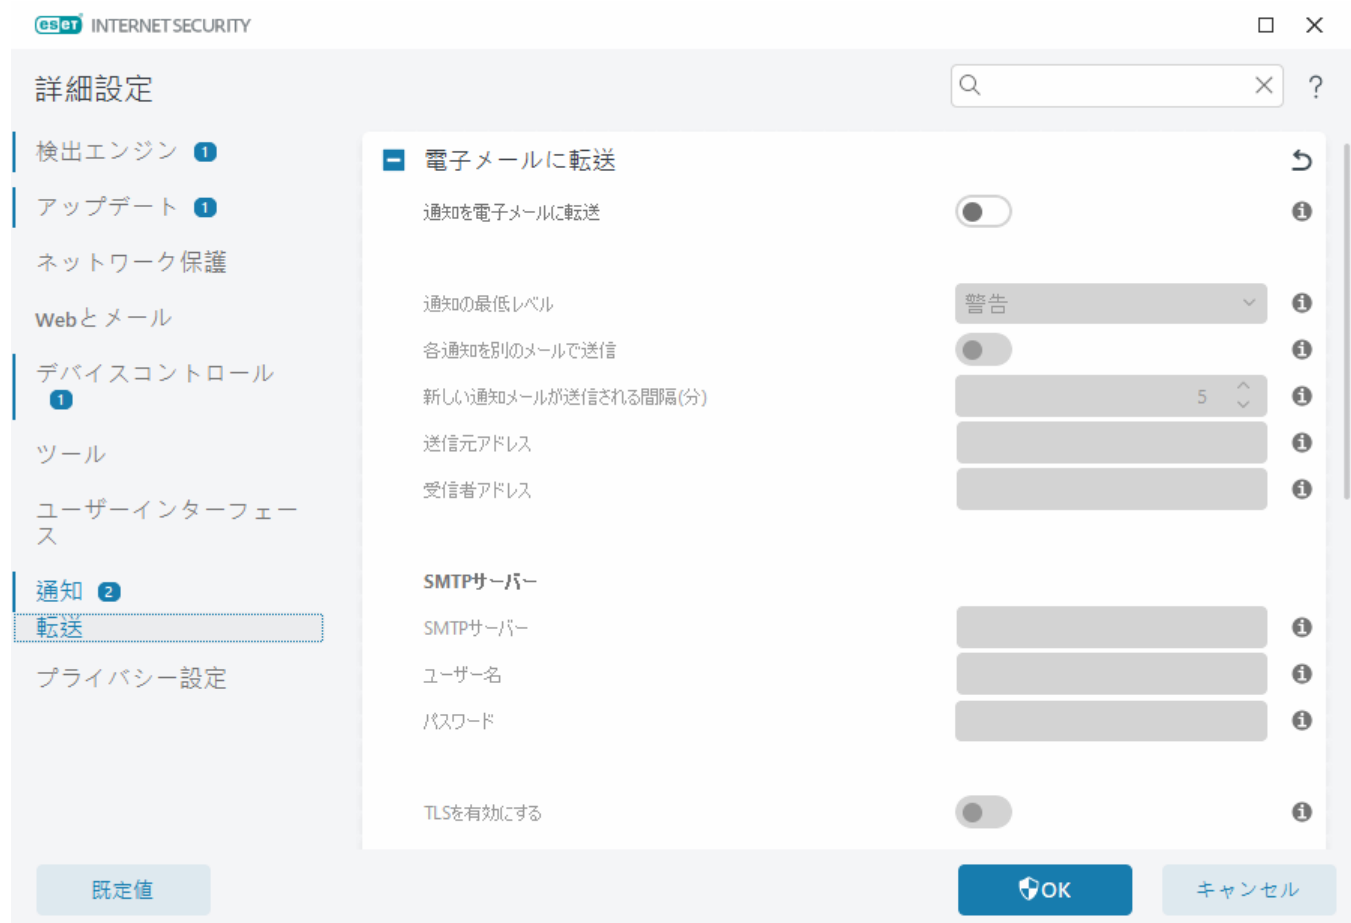 eset INTERNET SECURITY
詳細設定
?
検出エンジン 1
アップデート 1
ネットワーク保護
Webとメール
デバイスコントロール
1
ツール
ユーザーインターフェー
ス
通知 2
転送
プライバシー設定
電子メールに転送
通知を電子メールに転送
通知の最低レベル 警告
各通知を別のメールで送信
新しい通知メールが送信される間隔(分) 5
送信元アドレス
受信者アドレス
SMTPサーバー
SMTPサーバー
ユーザー名
パスワード
TLSを有効にする
既定値
OK
キャンセル